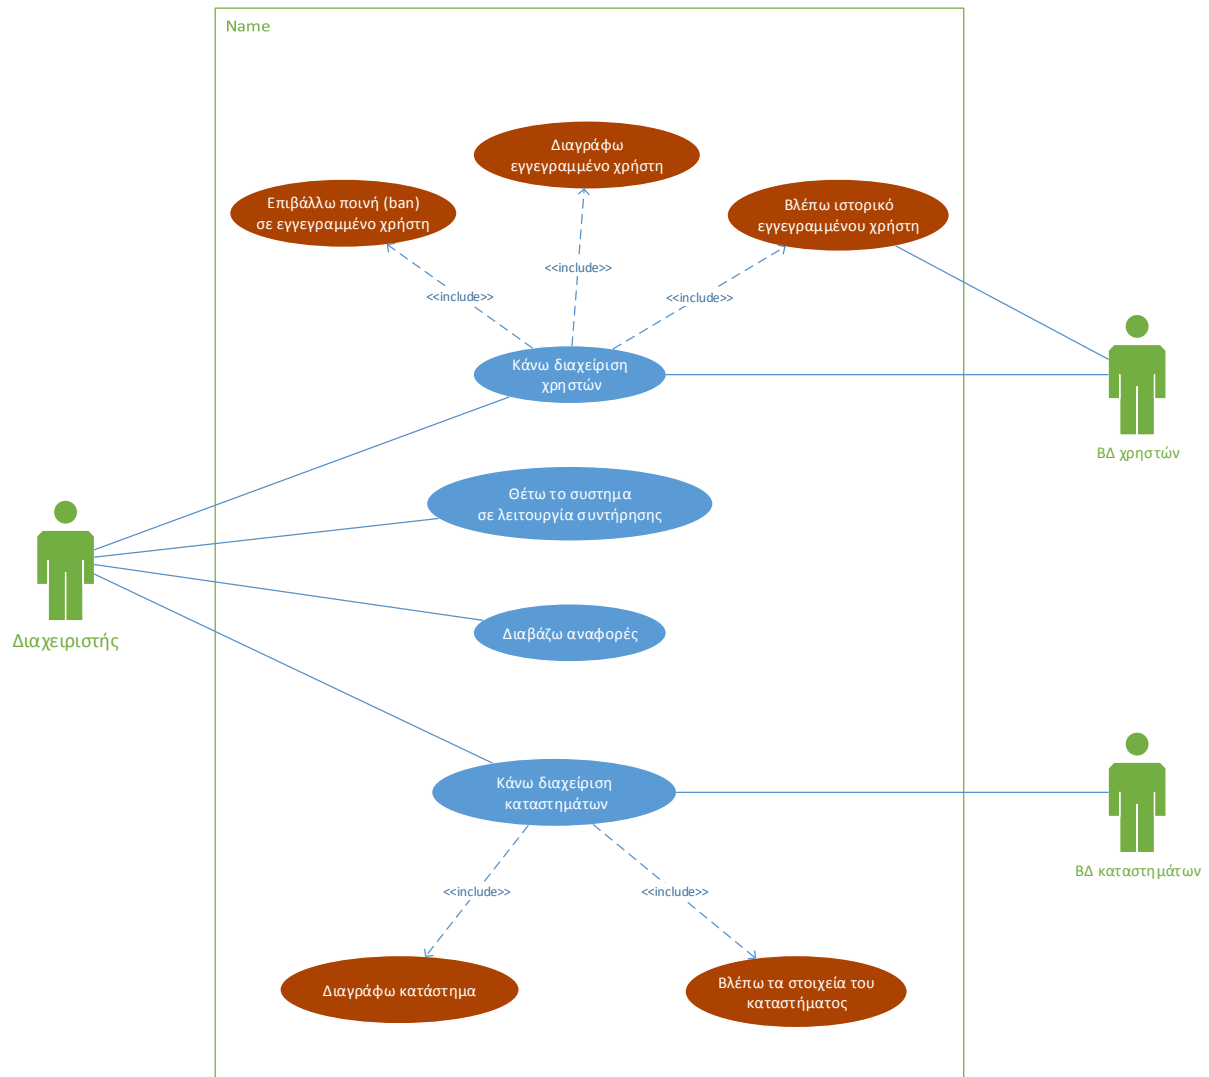 Name
Διαγράφω
εγγεγραμμένο χρήστη
Επιβάλλω ποινή (ban)
σε εγγεγραμμένο χρήστη
Βλέπω ιστορικό
εγγεγραμμένου χρήστη
<<include>>
<<include>>
<<include>>
Κάνω διαχείριση
χρηστών
ΒΔ χρηστών
Θέτω το συστημα
σε λειτουργία συντήρησης
Διαχειριστής
Διαβάζω αναφορές
Κάνω διαχείριση
καταστημάτων
ΒΔ καταστημάτων
<<include>>
<<include>>
Διαγράφω κατάστημα
Βλέπω τα στοιχεία του
καταστήματος